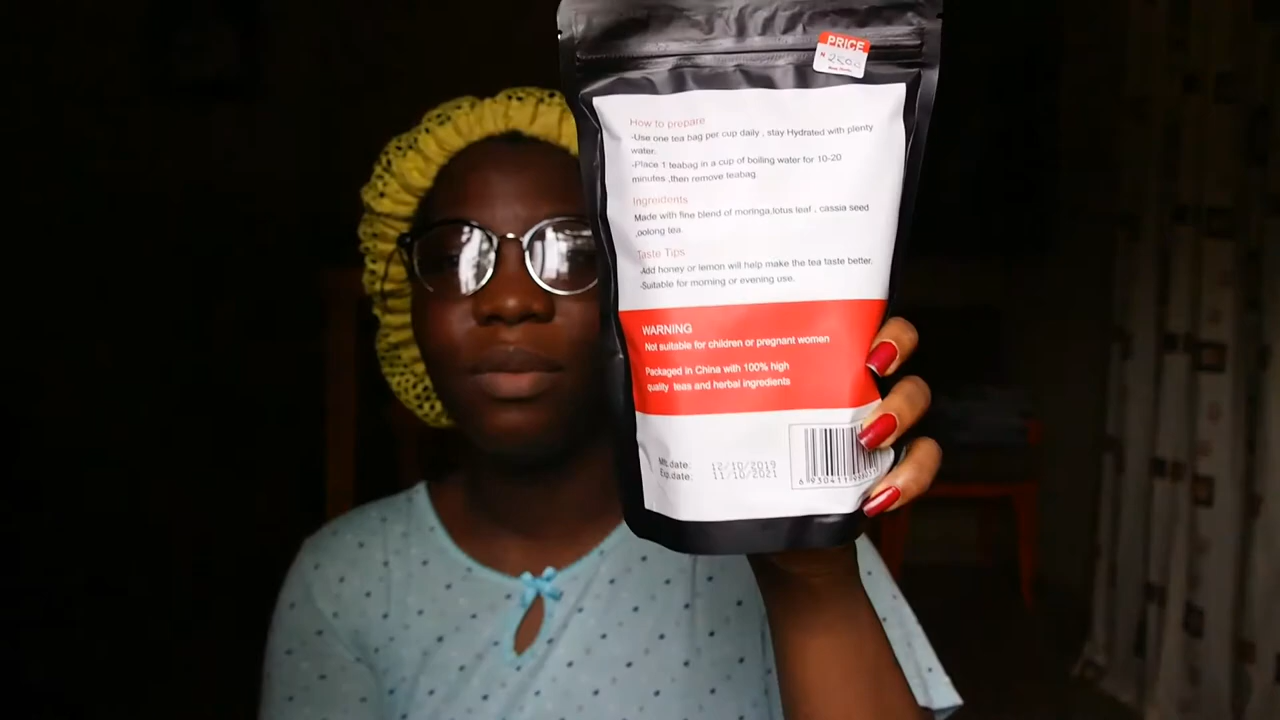 PRICE
₦ 2500
How to prepare
-Use one tea bag per cup daily , stay Hydrated with plenty
water.
-Place 1 teabag in a cup of boiling water for 10-20
minutes ,then remove teabag.
Ingreidents
Made with fine blend of moringa,lotus leaf , cassia seed
,oolong tea.
Taste Tips
-Add honey or lemon will help make the tea taste better.
-Suitable for morning or evening use.
WARNING
Not suitable for children or pregnant women
Packaged in China with 100% high
quality teas and herbal ingredients
Mft.date: 12/10/2019
Exp.date: 11/10/2021